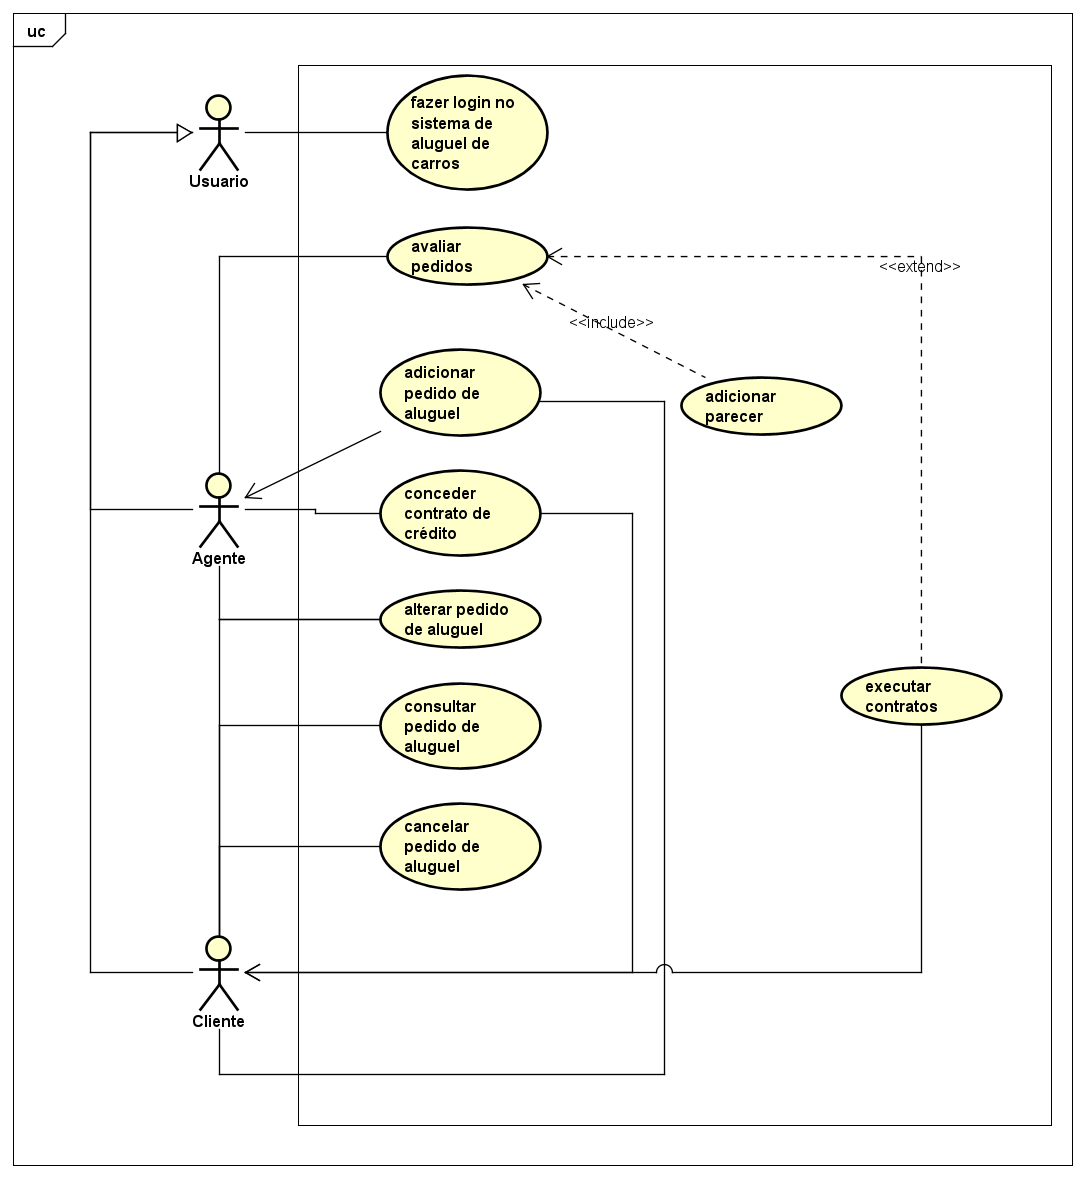 uc
fazer login no
sistema de
aluguel de
carros
Usuario
avaliar
pedidos
<<extend>>
<<include>>
adicionar
pedido de
aluguel
adicionar
parecer
conceder
contrato de
crédito
Agente
alterar pedido
de aluguel
executar
contratos
consultar
pedido de
aluguel
cancelar
pedido de
aluguel
Cliente